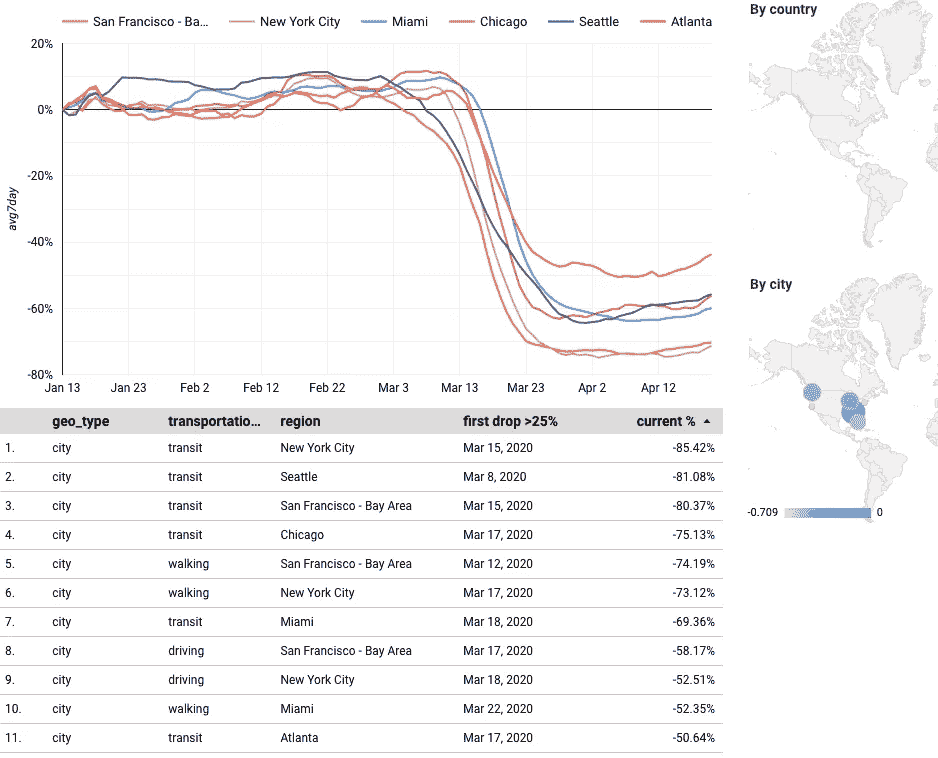 San Francisco - Ba... New York City Miami Chicago Seattle Atlanta
20%
0%
-20%
-40%
-60%
-80%
avg7day
Jan 13 Jan 23 Feb 2 Feb 12 Feb 22 Mar 3 Mar 13 Mar 23 Apr 2 Apr 12
geo_type transportatio... region first drop >25% current %
1. city transit New York City Mar 15, 2020 -85.42%
2. city transit Seattle Mar 8, 2020 -81.08%
3. city transit San Francisco - Bay Area Mar 15, 2020 -80.37%
4. city transit Chicago Mar 17, 2020 -75.13%
5. city walking San Francisco - Bay Area Mar 12, 2020 -74.19%
6. city walking New York City Mar 17, 2020 -73.12%
7. city transit Miami Mar 18, 2020 -69.36%
8. city driving San Francisco - Bay Area Mar 17, 2020 -58.17%
9. city driving New York City Mar 18, 2020 -52.51%
10. city walking Miami Mar 22, 2020 -52.35%
11. city transit Atlanta Mar 17, 2020 -50.64%
By country
By city
-0.709 0